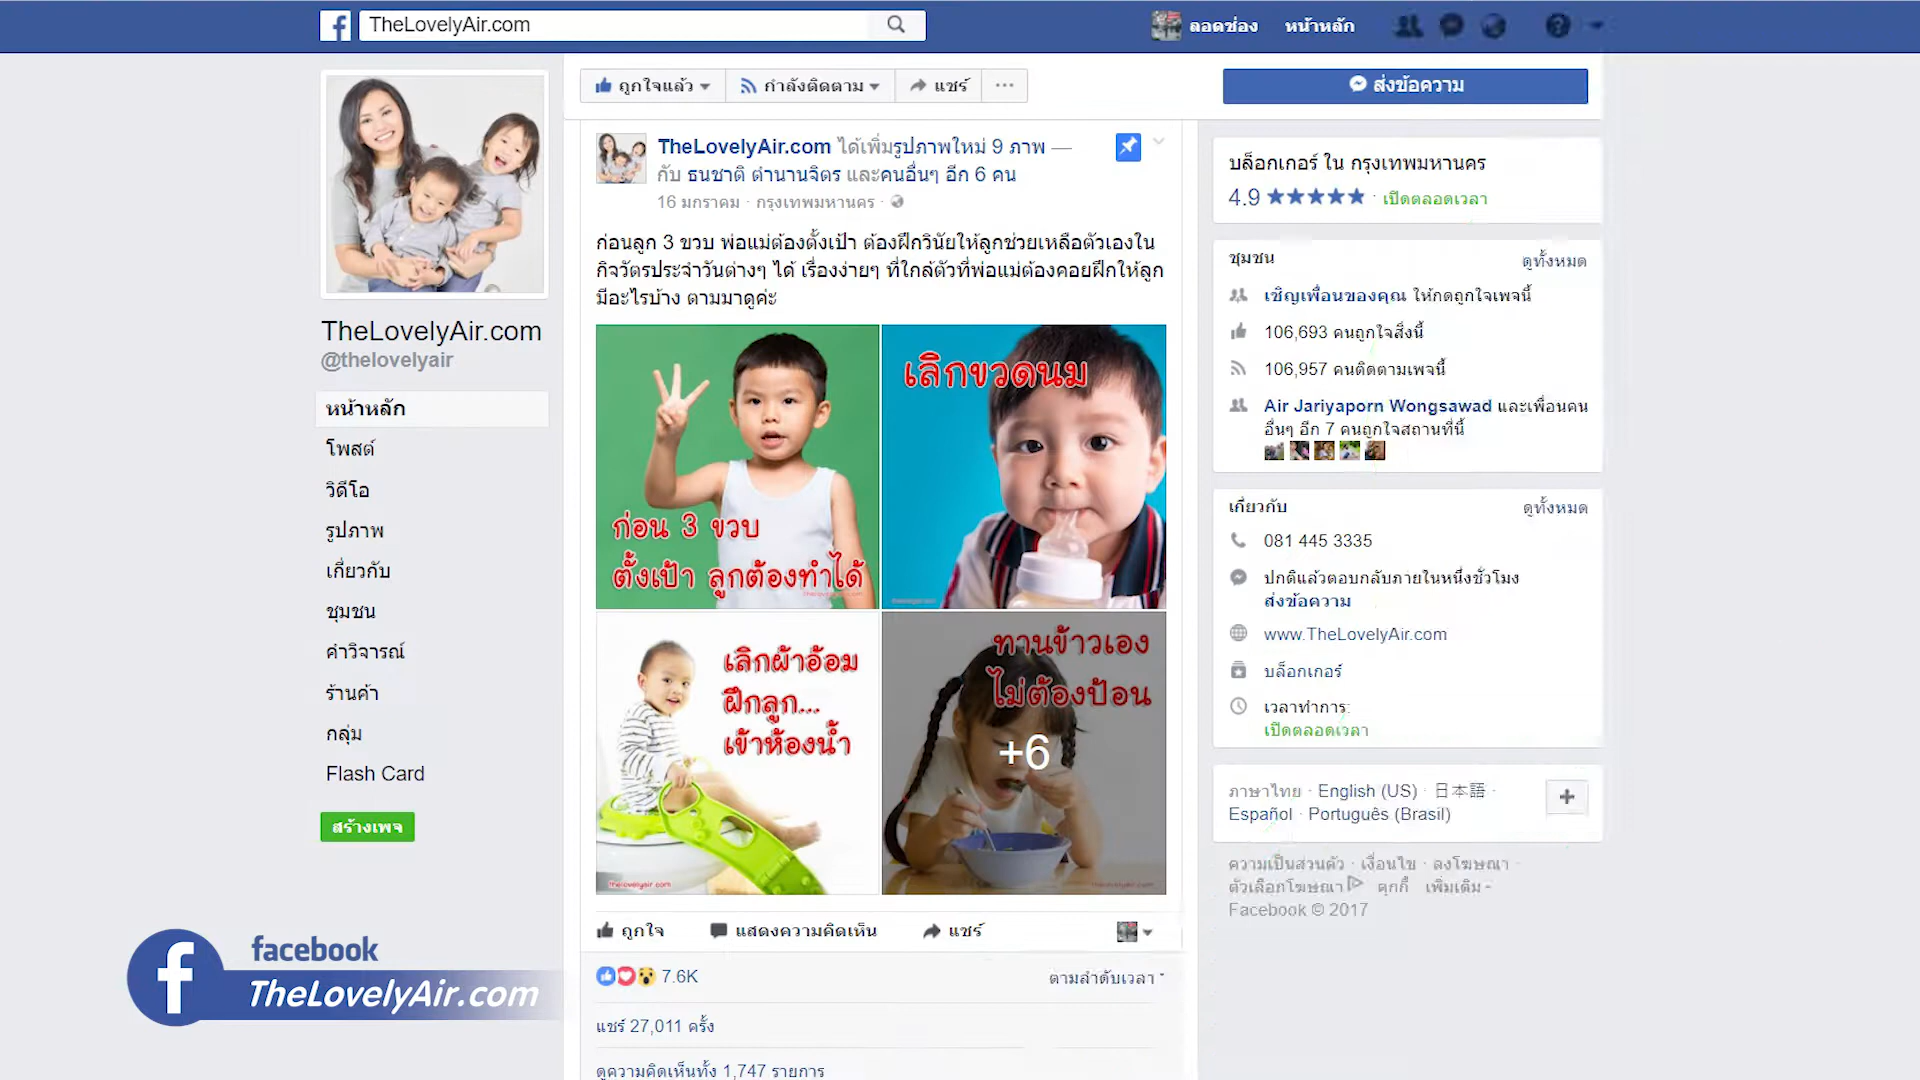 TheLovelyAir.com
ลอดช่อง
หน้าหลัก
ถูกใจแล้ว
กำลังติดตาม
แชร์
ส่งข้อความ
TheLovelyAir.com ได้เพิ่มรูปภาพใหม่ 9 ภาพ —
กับ ธนชาติ ตำนานจิตร และคนอื่นๆ อีก 6 คน
16 มกราคม · กรุงเทพมหานคร ·
ก่อนลูก 3 ขวบ พ่อแม่ต้องตั้งเป้า ต้องฝึกวินัยให้ลูกช่วยเหลือตัวเองใน
กิจวัตรประจำวันต่างๆ ได้ เรื่องง่ายๆ ที่ใกล้ตัวที่พ่อแม่ต้องคอยฝึกให้ลูก
มีอะไรบ้าง ตามมาดูค่ะ
ก่อน 3 ขวบ
ตั้งเป้า ลูกต้องทำได้
เลิกขวดนม
เลิกผ้าอ้อม
ฝึกลูก...
เข้าห้องน้ำ
thelovelyair.com
ทานข้าวเอง
ไม่ต้องป้อน
+6
thelovelyair.com
ถูกใจ
แสดงความคิดเห็น
แชร์
7.6K
ตามลำดับเวลา
แชร์ 27,011 ครั้ง
ดูความคิดเห็นทั้ง 1,747 รายการ
TheLovelyAir.com
@thelovelyair
หน้าหลัก
โพสต์
วิดีโอ
รูปภาพ
เกี่ยวกับ
ชุมชน
คำวิจารณ์
ร้านค้า
กลุ่ม
Flash Card
สร้างเพจ
facebook
TheLovelyAir.com
บล็อกเกอร์ ใน กรุงเทพมหานคร
4.9 ★★★★★ · เปิดตลอดเวลา
ชุมชน
ดูทั้งหมด
เชิญเพื่อนของคุณ ให้กดถูกใจเพจนี้
106,693 คนถูกใจสิ่งนี้
106,957 คนติดตามเพจนี้
Air Jariyaporn Wongsawad และเพื่อนคน
อื่นๆ อีก 7 คนถูกใจสถานที่นี้
เกี่ยวกับ
ดูทั้งหมด
081 445 3335
ปกติแล้วตอบกลับภายในหนึ่งชั่วโมง
ส่งข้อความ
www.TheLovelyAir.com
บล็อกเกอร์
เวลาทำการ:
เปิดตลอดเวลา
ภาษาไทย · English (US) · 日本語 ·
Español · Português (Brasil)
ความเป็นส่วนตัว · เงื่อนไข · ลงโฆษณา ·
ตัวเลือกโฆษณา คุกกี้ เพิ่มเติม
Facebook © 2017